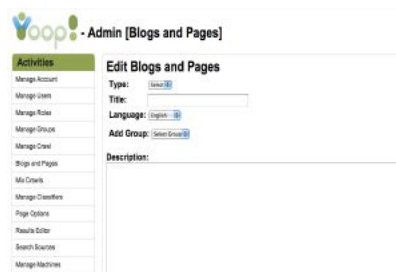 Yoop! - Admin [Blogs and Pages]
Activities
Manage Account
Manage Users
Manage Roles
Manage Groups
Manage Crawl
Blogs and Pages
Mix Crawls
Manage Classifiers
Page Options
Results Editor
Search Sources
Manage Machines
Edit Blogs and Pages
Type: Select
Title:
Language: English
Add Group: Select Group
Description: